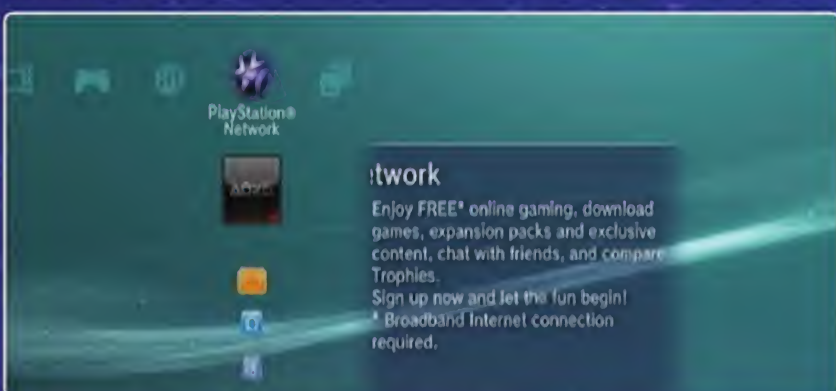 PlayStation®
Network
twork
Enjoy FREE* online gaming, download
games, expansion packs and exclusive
content, chat with friends, and compare
Trophies.
Sign up now and let the fun begin!
* Broadband Internet connection
required.